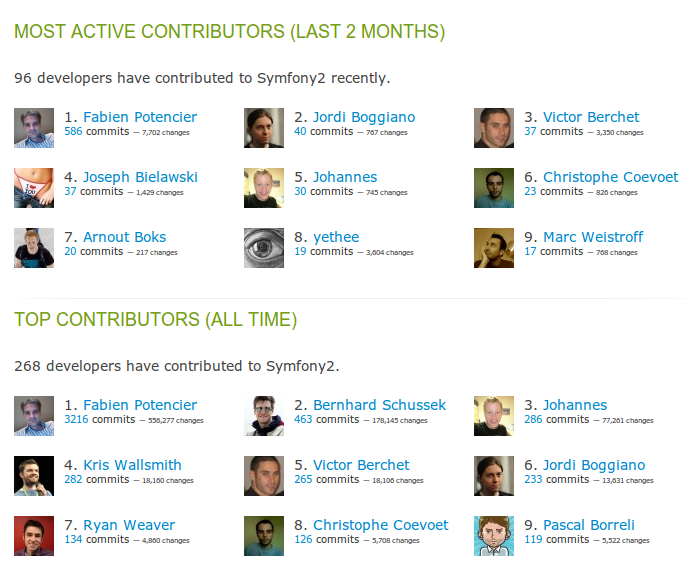 MOST ACTIVE CONTRIBUTORS (LAST 2 MONTHS)
96 developers have contributed to Symfony2 recently.
1. Fabien Potencier
586 commits – 7,702 changes
2. Jordi Boggiano
40 commits – 767 changes
3. Victor Berchet
37 commits – 3,350 changes
4. Joseph Bielawski
37 commits – 1,429 changes
5. Johannes
30 commits – 745 changes
6. Christophe Coevoet
23 commits – 826 changes
7. Arnout Boks
20 commits – 217 changes
8. yethee
19 commits – 3,604 changes
9. Marc Weistroff
17 commits – 768 changes
TOP CONTRIBUTORS (ALL TIME)
268 developers have contributed to Symfony2.
1. Fabien Potencier
3216 commits – 556,277 changes
2. Bernhard Schussek
463 commits – 178,145 changes
3. Johannes
286 commits – 77,261 changes
4. Kris Wallsmith
282 commits – 18,160 changes
5. Victor Berchet
265 commits – 18,106 changes
6. Jordi Boggiano
233 commits – 13,631 changes
7. Ryan Weaver
134 commits – 4,860 changes
8. Christophe Coevoet
126 commits – 5,708 changes
9. Pascal Borreli
119 commits – 5,522 changes